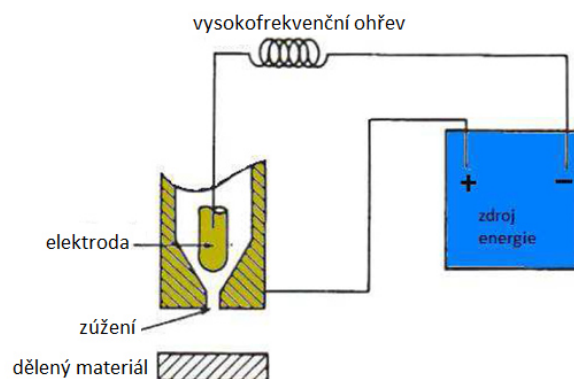 vysokofrekvenční ohřev
+ −
zdroj
energie
elektroda
zúžení
dělený materiál